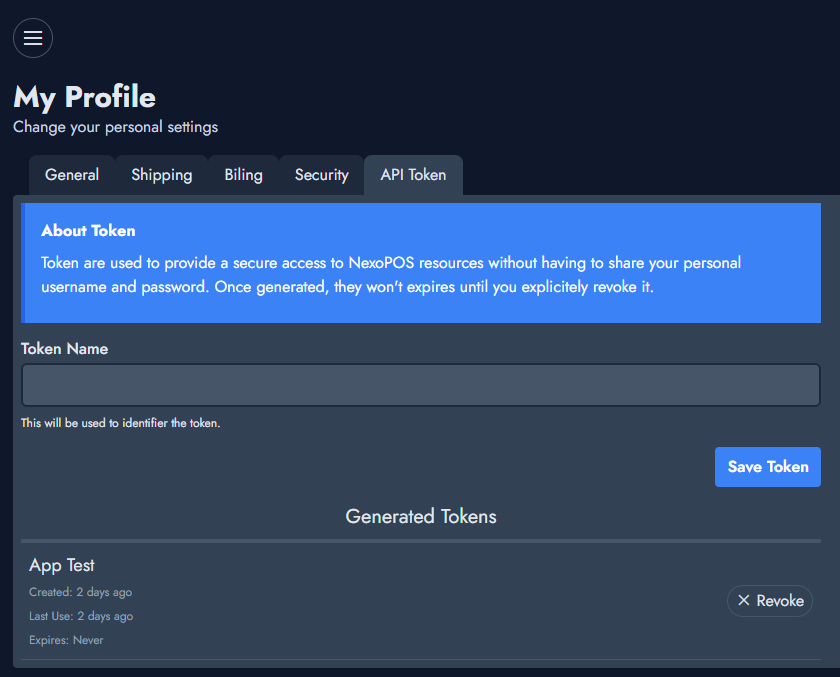 My Profile
Change your personal settings
General Shipping Biling Security API Token
About Token
Token are used to provide a secure access to NexoPOS resources without having to share your personal
username and password. Once generated, they won't expires until you explicitely revoke it.
Token Name
This will be used to identifier the token.
Save Token
Generated Tokens
App Test
Created: 2 days ago
Last Use: 2 days ago
Revoke
Expires: Never